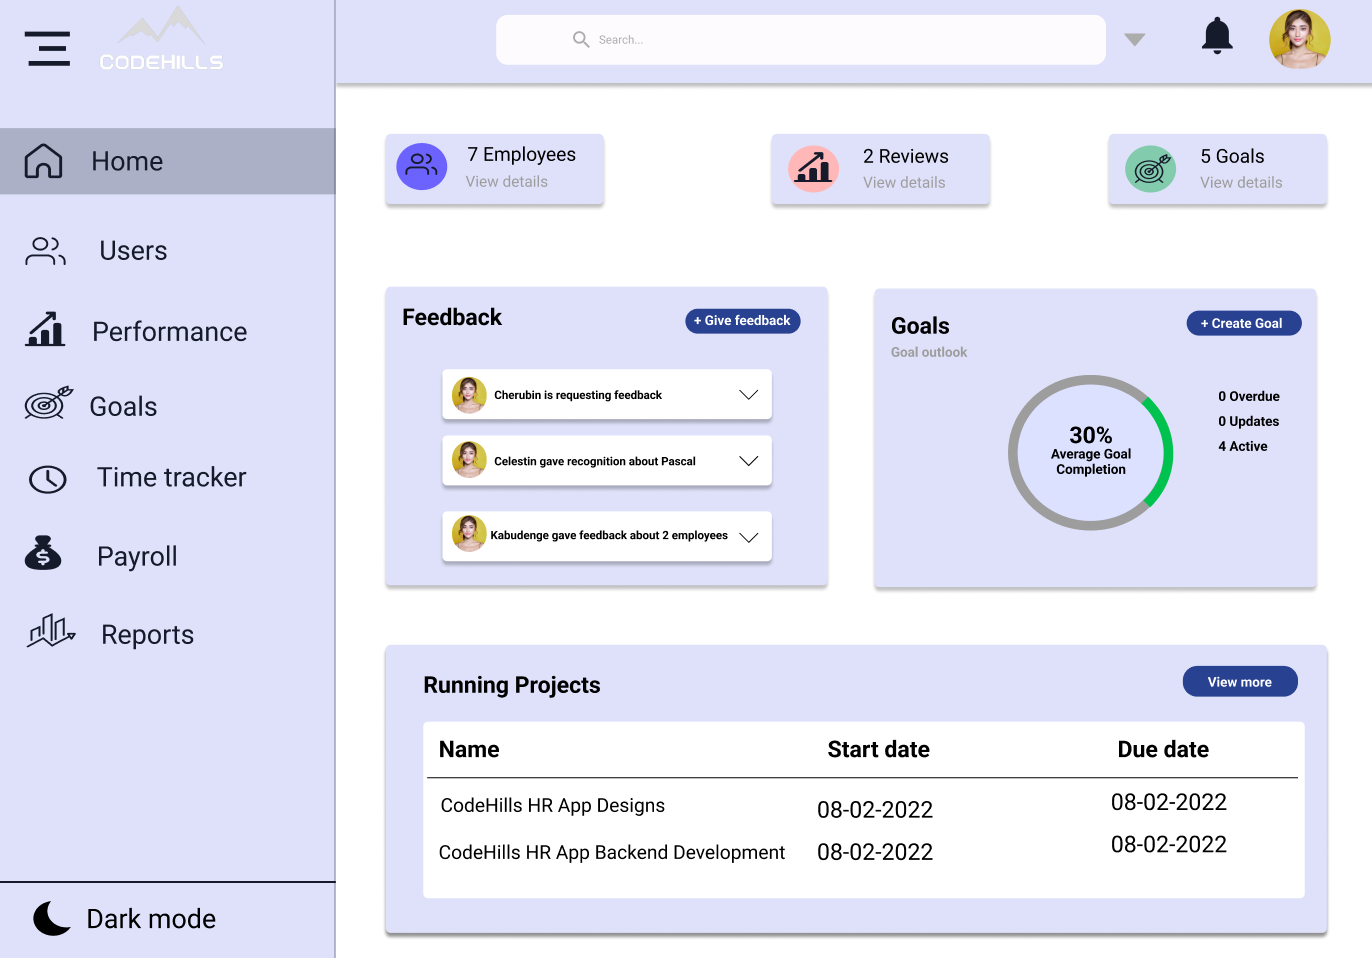 CODEHILLS
Search...
Home
Users
Performance
Goals
Time tracker
Payroll
Reports
Dark mode
7 Employees
View details
2 Reviews
View details
5 Goals
View details
Feedback
+ Give feedback
Cherubin is requesting feedback
Celestin gave recognition about Pascal
Kabudenge gave feedback about 2 employees
Goals
+ Create Goal
Goal outlook
30%
Average Goal
Completion
0 Overdue
0 Updates
4 Active
Running Projects
View more
Name Start date Due date
CodeHills HR App Designs 08-02-2022 08-02-2022
CodeHills HR App Backend Development 08-02-2022 08-02-2022